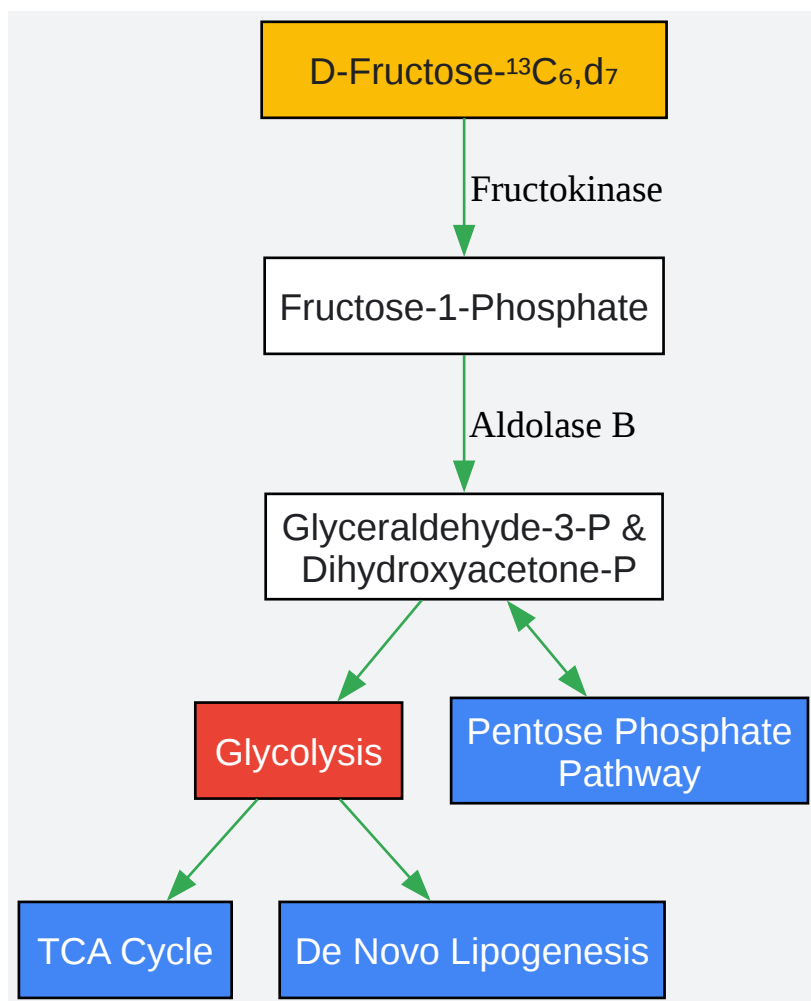 D-Fructose-¹³C₆,d₇
Fructokinase
Fructose-1-Phosphate
Aldolase B
Glyceraldehyde-3-P &
Dihydroxyacetone-P
Glycolysis
Pentose Phosphate
Pathway
TCA Cycle
De Novo Lipogenesis